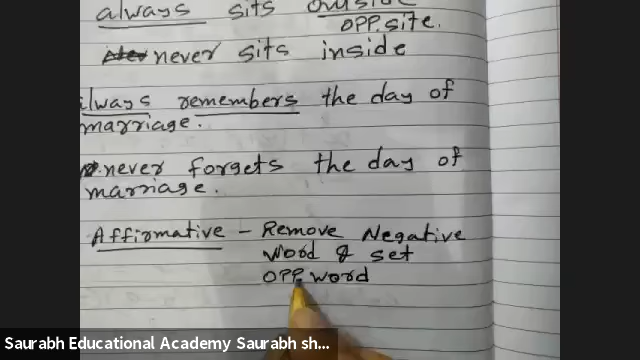 always sits outside
opp.site.
never sits inside
always remembers the day of
marriage.
never forgets the day of
marriage.
Affirmative - Remove Negative
word & set
opp word
Saurabh Educational Academy Saurabh sh...